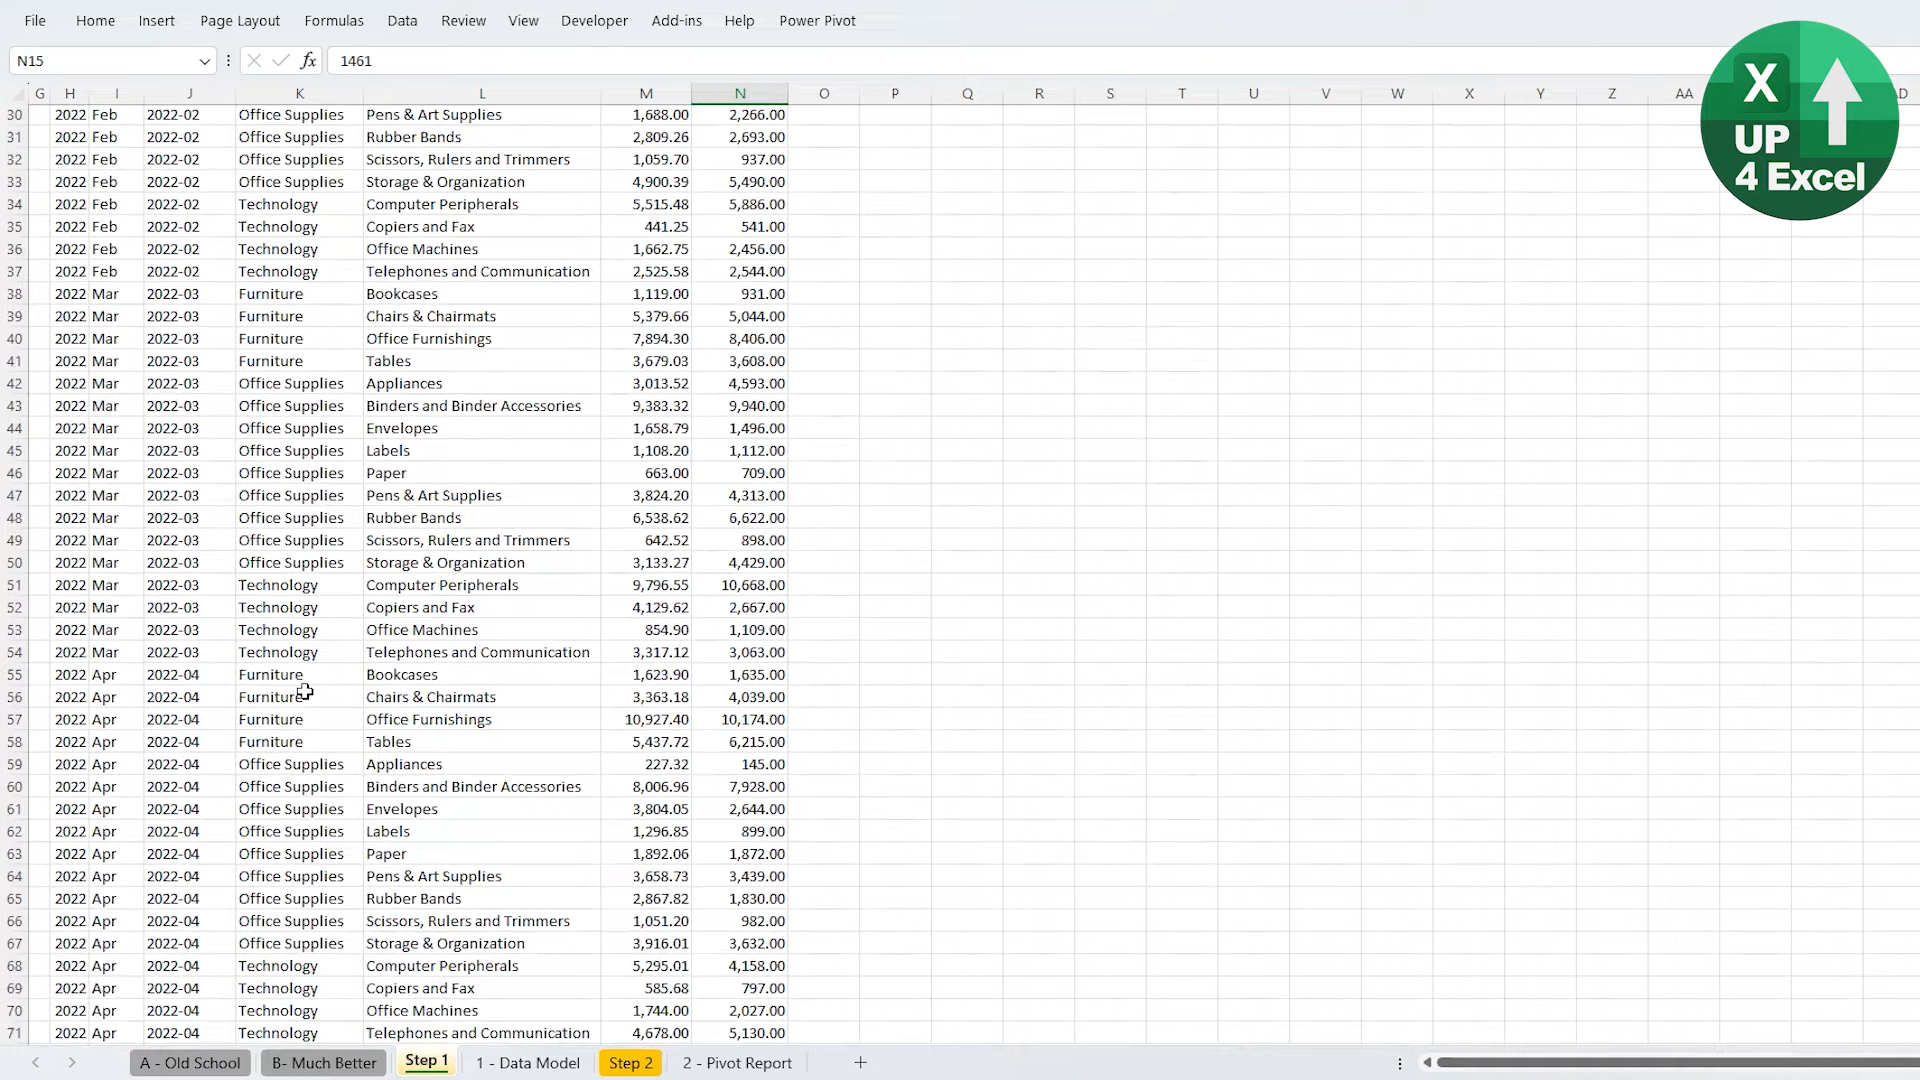 File Home Insert Page Layout Formulas Data Review View Developer Add-ins Help Power Pivot
N15 fx 1461
X
UP
4 Excel
G H I J K L M N O P Q R S T U V W X Y Z AA AD
30 2022 Feb 2022-02 Office Supplies Pens & Art Supplies 1,688.00 2,266.00
31 2022 Feb 2022-02 Office Supplies Rubber Bands 2,809.26 2,693.00
32 2022 Feb 2022-02 Office Supplies Scissors, Rulers and Trimmers 1,059.70 937.00
33 2022 Feb 2022-02 Office Supplies Storage & Organization 4,900.39 5,490.00
34 2022 Feb 2022-02 Technology Computer Peripherals 5,515.48 5,886.00
35 2022 Feb 2022-02 Technology Copiers and Fax 441.25 541.00
36 2022 Feb 2022-02 Technology Office Machines 1,662.75 2,456.00
37 2022 Feb 2022-02 Technology Telephones and Communication 2,525.58 2,544.00
38 2022 Mar 2022-03 Furniture Bookcases 1,119.00 931.00
39 2022 Mar 2022-03 Furniture Chairs & Chairmats 5,379.66 5,044.00
40 2022 Mar 2022-03 Furniture Office Furnishings 7,894.30 8,406.00
41 2022 Mar 2022-03 Furniture Tables 3,679.03 3,608.00
42 2022 Mar 2022-03 Office Supplies Appliances 3,013.52 4,593.00
43 2022 Mar 2022-03 Office Supplies Binders and Binder Accessories 9,383.32 9,940.00
44 2022 Mar 2022-03 Office Supplies Envelopes 1,658.79 1,496.00
45 2022 Mar 2022-03 Office Supplies Labels 1,108.20 1,112.00
46 2022 Mar 2022-03 Office Supplies Paper 663.00 709.00
47 2022 Mar 2022-03 Office Supplies Pens & Art Supplies 3,824.20 4,313.00
48 2022 Mar 2022-03 Office Supplies Rubber Bands 6,538.62 6,622.00
49 2022 Mar 2022-03 Office Supplies Scissors, Rulers and Trimmers 642.52 898.00
50 2022 Mar 2022-03 Office Supplies Storage & Organization 3,133.27 4,429.00
51 2022 Mar 2022-03 Technology Computer Peripherals 9,796.55 10,668.00
52 2022 Mar 2022-03 Technology Copiers and Fax 4,129.62 2,667.00
53 2022 Mar 2022-03 Technology Office Machines 854.90 1,109.00
54 2022 Mar 2022-03 Technology Telephones and Communication 3,317.12 3,063.00
55 2022 Apr 2022-04 Furniture Bookcases 1,623.90 1,635.00
56 2022 Apr 2022-04 Furniture Chairs & Chairmats 3,363.18 4,039.00
57 2022 Apr 2022-04 Furniture Office Furnishings 10,927.40 10,174.00
58 2022 Apr 2022-04 Furniture Tables 5,437.72 6,215.00
59 2022 Apr 2022-04 Office Supplies Appliances 227.32 145.00
60 2022 Apr 2022-04 Office Supplies Binders and Binder Accessories 8,006.96 7,928.00
61 2022 Apr 2022-04 Office Supplies Envelopes 3,804.05 2,644.00
62 2022 Apr 2022-04 Office Supplies Labels 1,296.85 899.00
63 2022 Apr 2022-04 Office Supplies Paper 1,892.06 1,872.00
64 2022 Apr 2022-04 Office Supplies Pens & Art Supplies 3,658.73 3,439.00
65 2022 Apr 2022-04 Office Supplies Rubber Bands 2,867.82 1,830.00
66 2022 Apr 2022-04 Office Supplies Scissors, Rulers and Trimmers 1,051.20 982.00
67 2022 Apr 2022-04 Office Supplies Storage & Organization 3,916.01 3,632.00
68 2022 Apr 2022-04 Technology Computer Peripherals 5,295.01 4,158.00
69 2022 Apr 2022-04 Technology Copiers and Fax 585.68 797.00
70 2022 Apr 2022-04 Technology Office Machines 1,744.00 2,027.00
71 2022 Apr 2022-04 Technology Telephones and Communication 4,678.00 5,130.00
A - Old School B- Much Better Step 1 1 - Data Model Step 2 2 - Pivot Report